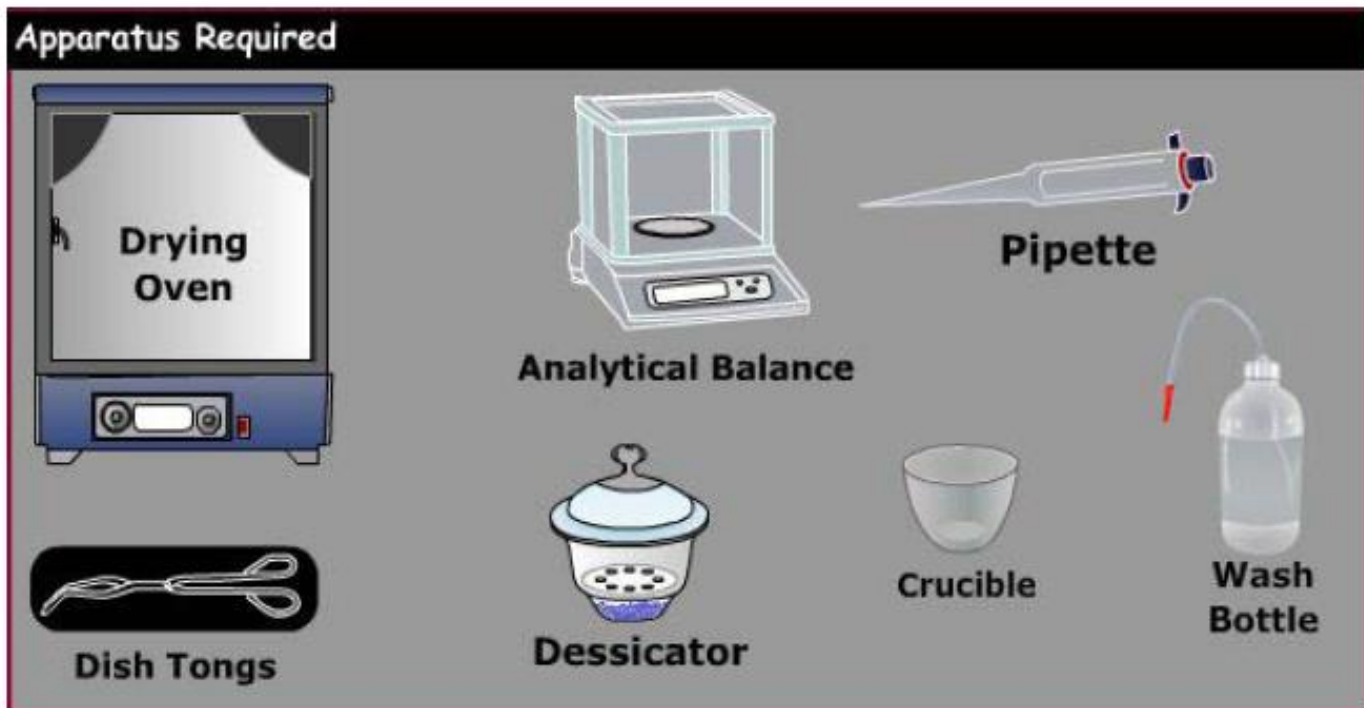 Apparatus Required
Drying
Oven
Analytical Balance
Pipette
Dish Tongs
Dessicator
Crucible
Wash
Bottle